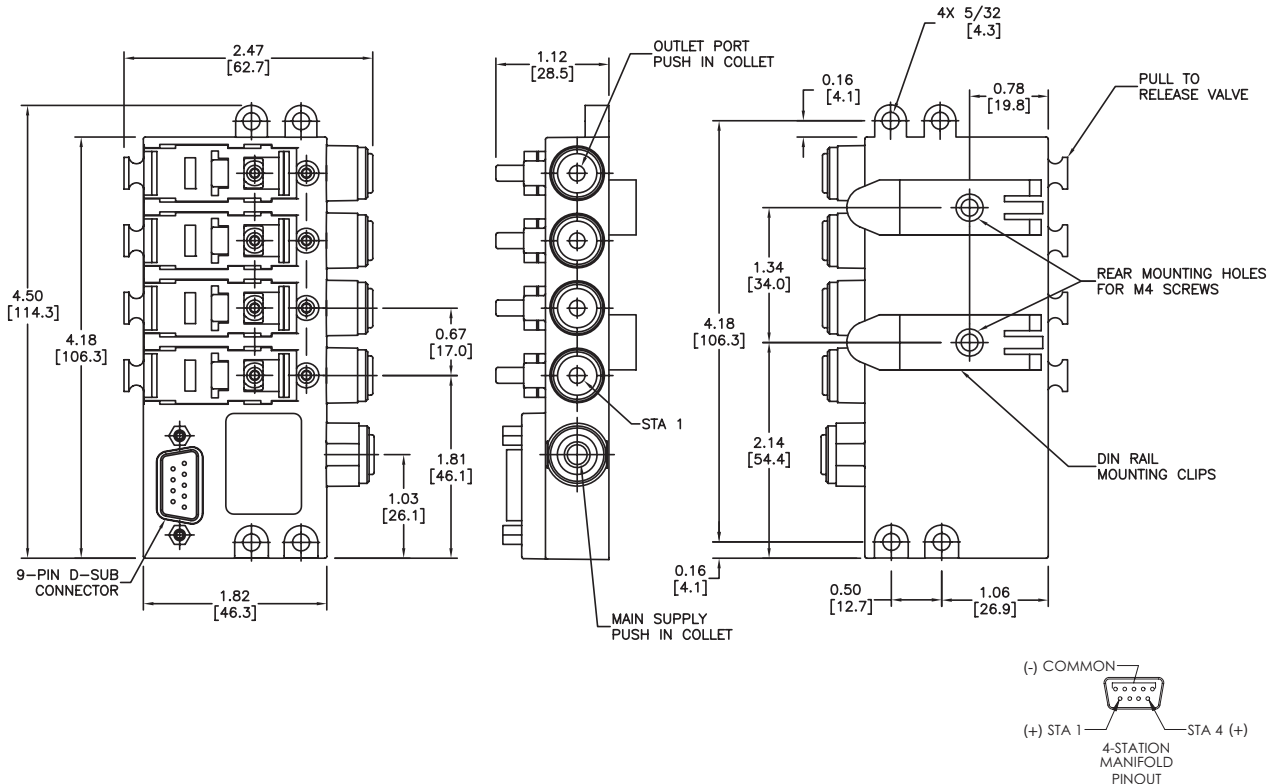 2.47
[62.7]
4.50
[114.3]
4.18
[106.3]
0.67
[17.0]
1.81
[46.1]
1.03
[26.1]
9-PIN D-SUB
CONNECTOR
1.82
[46.3]
1.12
[28.5]
OUTLET PORT
PUSH IN COLLET
STA 1
MAIN SUPPLY
PUSH IN COLLET
4X 5/32
[4.3]
0.16
[4.1]
0.78
[19.8]
PULL TO
RELEASE VALVE
1.34
[34.0]
4.18
[106.3]
REAR MOUNTING HOLES
FOR M4 SCREWS
2.14
[54.4]
DIN RAIL
MOUNTING CLIPS
0.16
[4.1]
0.50
[12.7]
1.06
[26.9]
(-) COMMON
(+) STA 1
STA 4 (+)
4-STATION
MANIFOLD
PINOUT